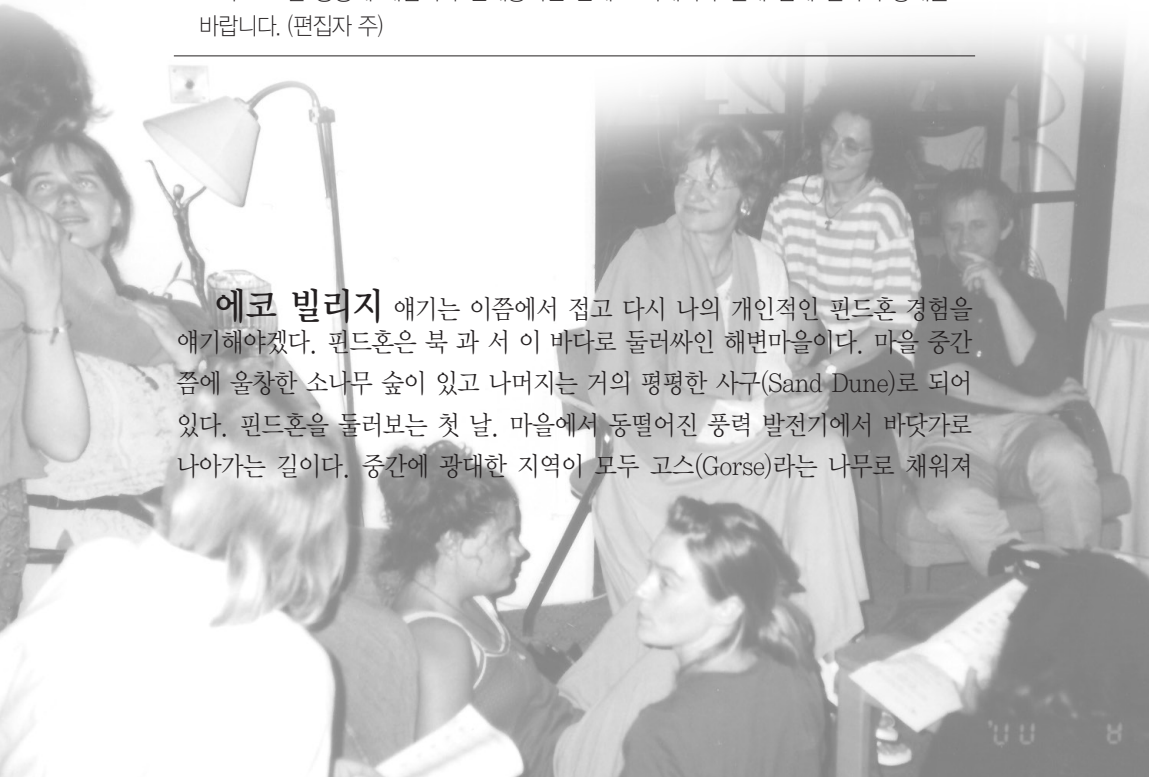 바랍니다. (편집자 주)
에코 빌리지 얘기는 이쯤에서 접고 다시 나의 개인적인 핀드혼 경험을
얘기해야겠다. 핀드혼은 북 과 서 이 바다로 둘러싸인 해변마을이다. 마을 중간
쯤에 울창한 소나무 숲이 있고 나머지는 거의 평평한 사구(Sand Dune)로 되어
있다. 핀드혼을 둘러보는 첫 날. 마을에서 동떨어진 풍력 발전기에서 바닷가로
나아가는 길이다. 중간에 광대한 지역이 모두 고스(Gorse)라는 나무로 채워져